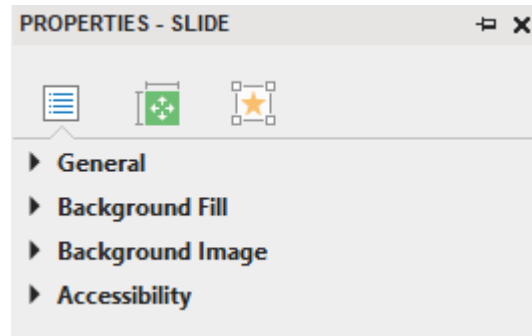 PROPERTIES - SLIDE
General
Background Fill
Background Image
Accessibility